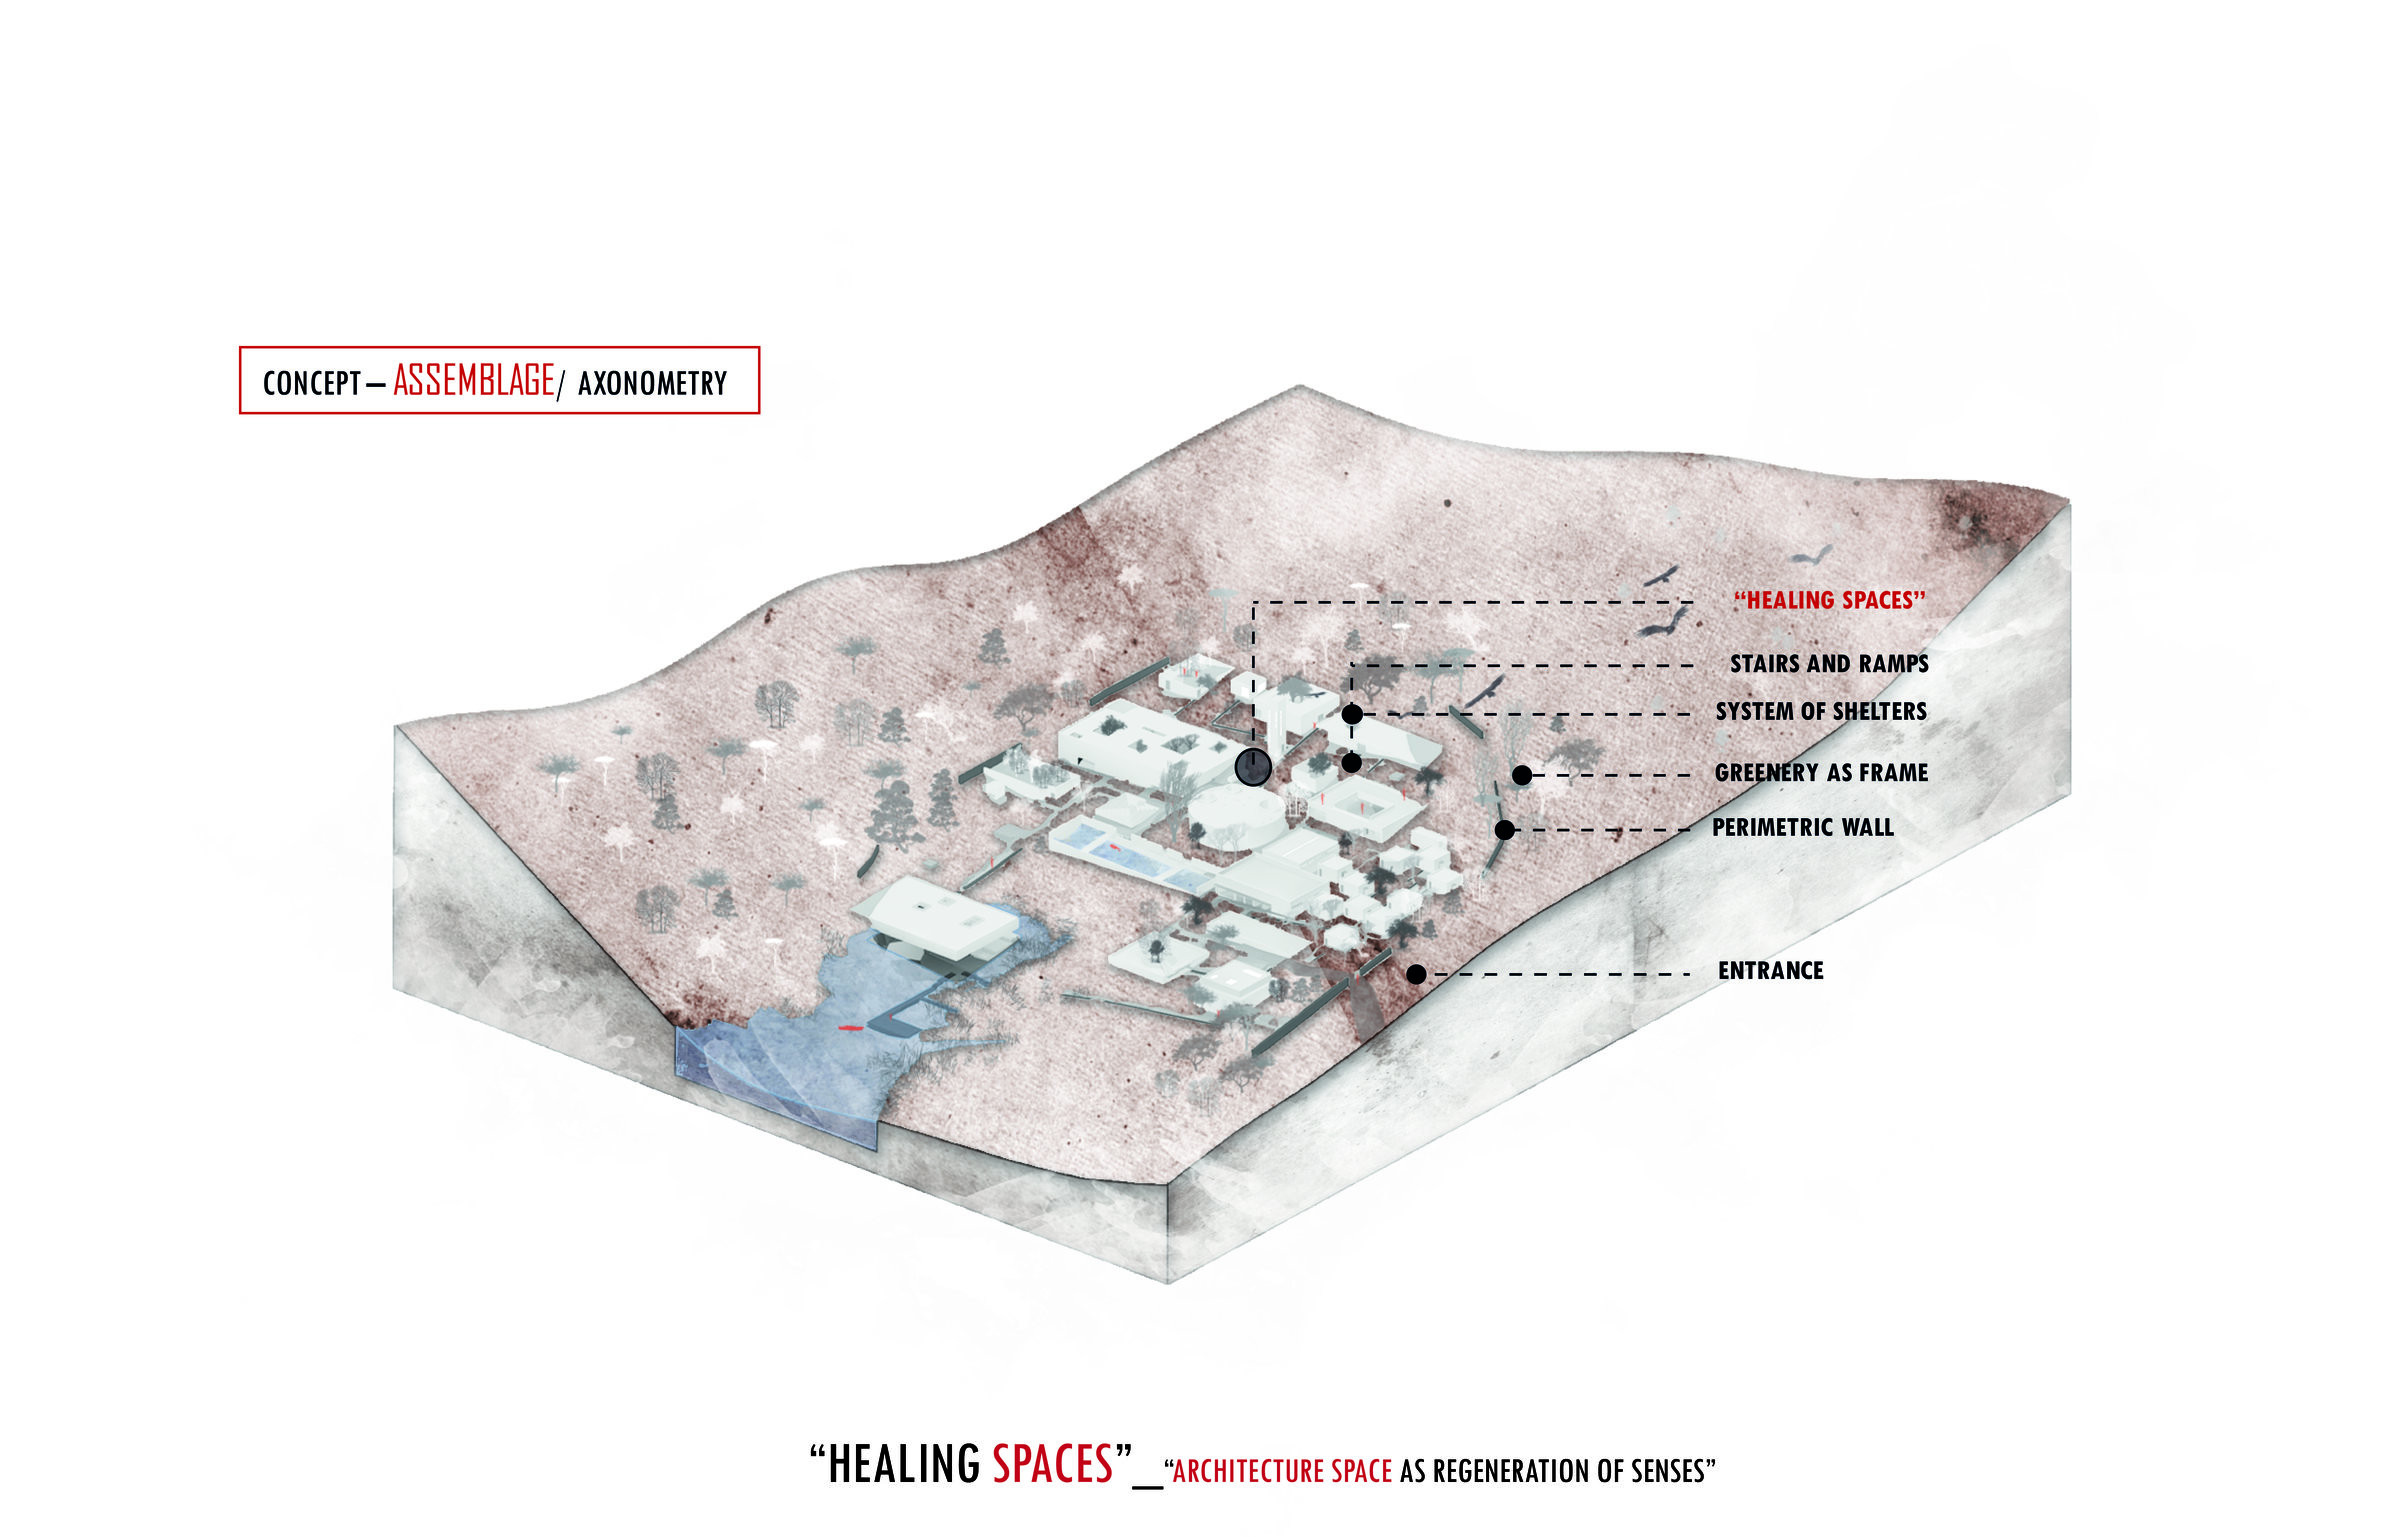 CONCEPT – ASSEMBLAGE/ AXONOMETRY
“HEALING SPACES”
STAIRS AND RAMPS
SYSTEM OF SHELTERS
GREENERY AS FRAME
PERIMETRIC WALL
ENTRANCE
“HEALING SPACES”_“ARCHITECTURE SPACE AS REGENERATION OF SENSES”